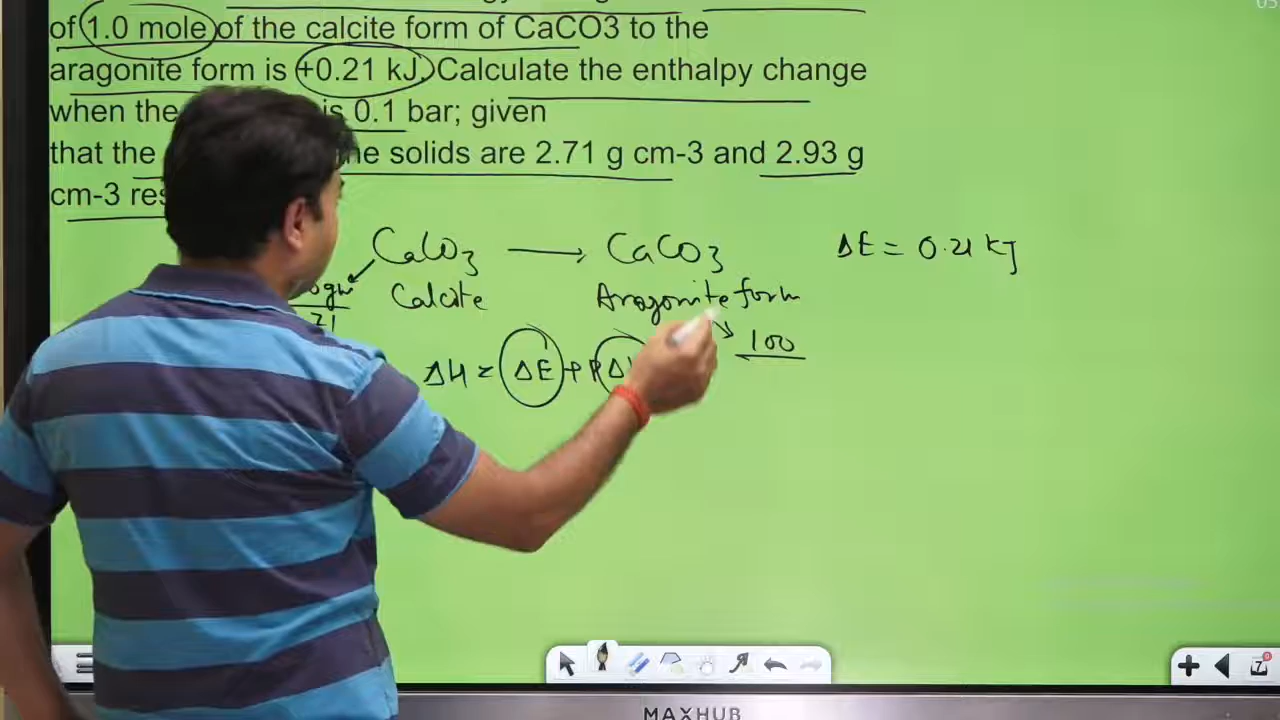 of 1.0 mole of the calcite form of CaCO3 to the
aragonite form is +0.21 kJ. Calculate the enthalpy change
when the is 0.1 bar; given
that the solids are 2.71 g cm-3 and 2.93 g
cm-3
CaCO3 → CaCO3 ΔE = 0.21 KJ
Calcite Aragonite form
100
ΔH = ΔE + P
7
MAXHUB